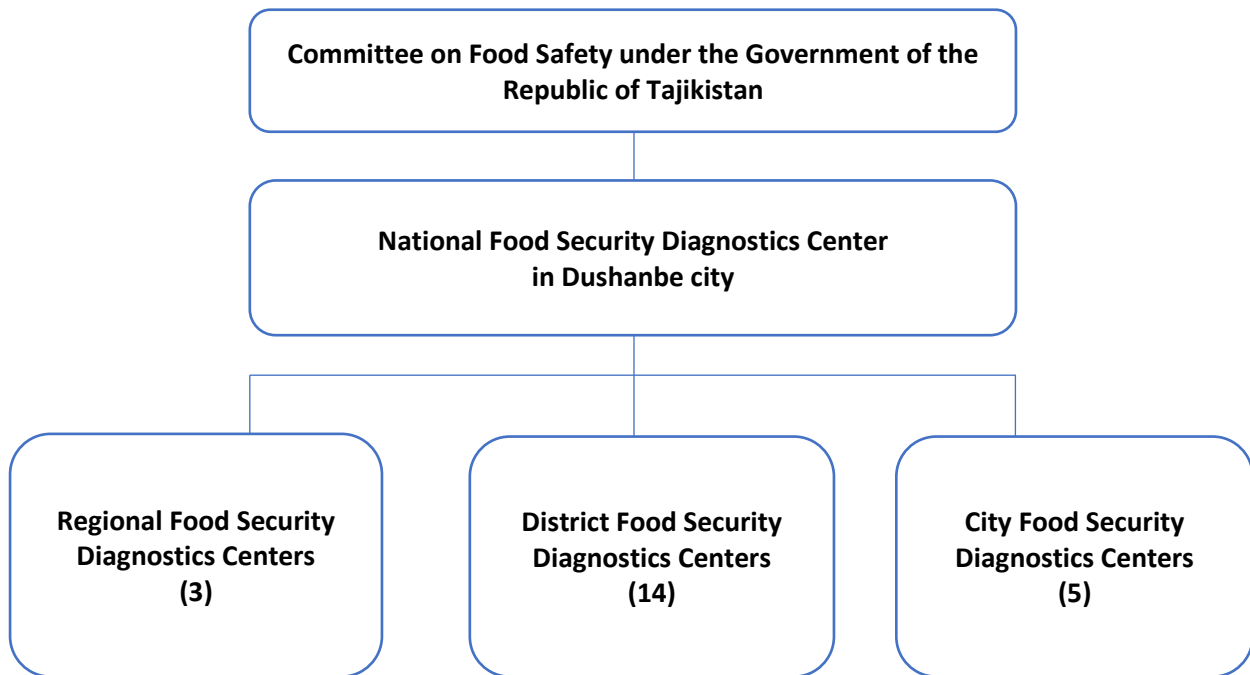 Committee on Food Safety under the Government of the
Republic of Tajikistan
National Food Security Diagnostics Center
in Dushanbe city
Regional Food Security
Diagnostics Centers
(3)
District Food Security
Diagnostics Centers
(14)
City Food Security
Diagnostics Centers
(5)